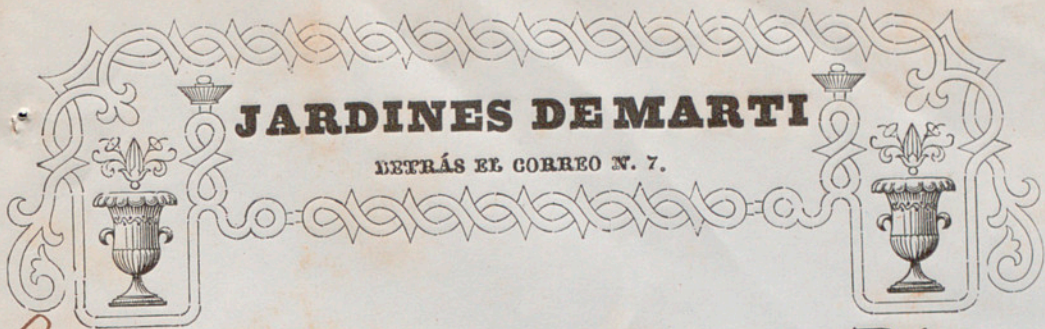 JARDINES DE MARTI
DETRÁS EL CORREO N. 7.